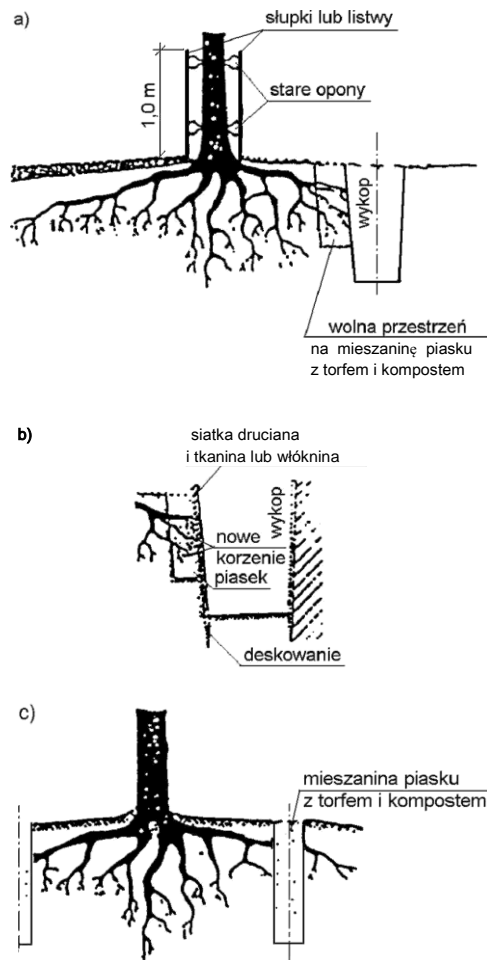 a)
słupki lub listwy
stare opony
1,0 m
wykop
wolna przestrzeń
na mieszaninę piasku
z torfem i kompostem
b)
siatka druciana
i tkanina lub włóknina
wykop
nowe
korzenie
piasek
deskowanie
c)
mieszanina piasku
z torfem i kompostem